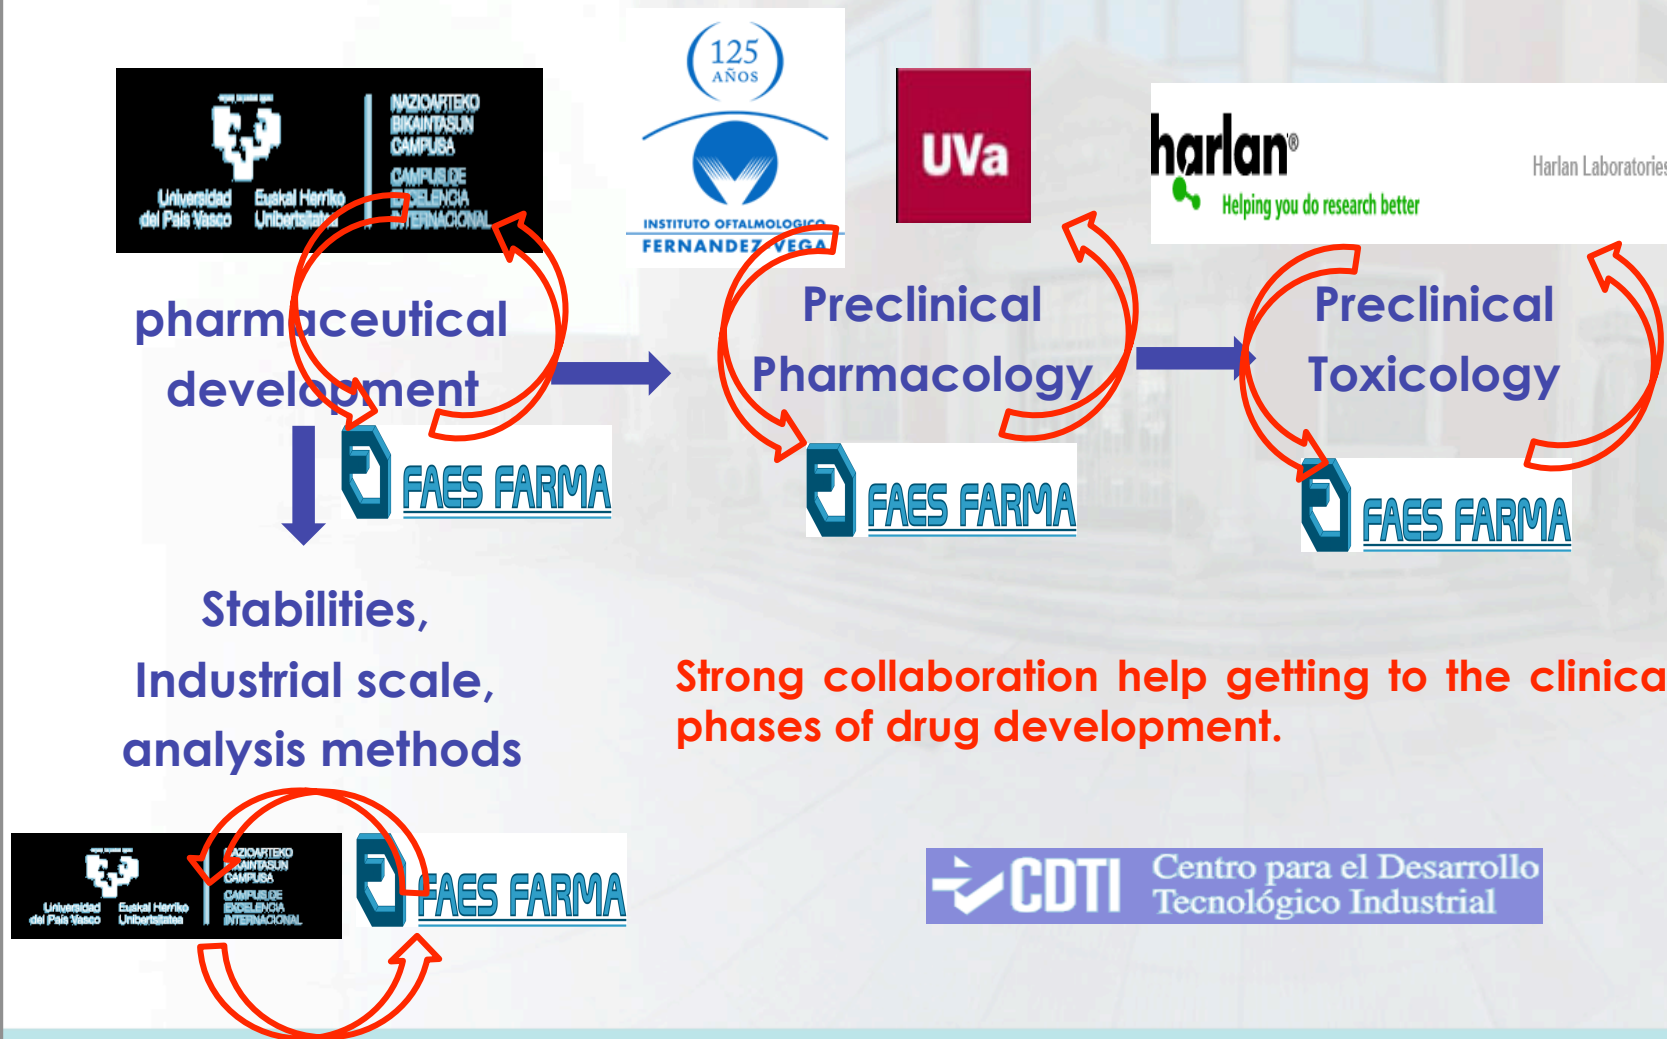 NAZIOARTEKO
BIKAINTASUN
CAMPUSA
CAMPUS DE
EXCELENCIA
INTERNACIONAL
Universidad
del País Vasco
Euskal Herriko
Unibertsitatea
125
AÑOS
INSTITUTO OFTALMOLOGICO
FERNANDEZ VEGA
UVa
harlan®
Helping you do research better
Harlan Laboratories
pharmaceutical
development
Preclinical
Pharmacology
Preclinical
Toxicology
FAES FARMA
FAES FARMA
FAES FARMA
Stabilities,
Industrial scale,
analysis methods
Strong collaboration help getting to the clinica
phases of drug development.
NAZIOARTEKO
BIKAINTASUN
CAMPUSA
CAMPUS DE
EXCELENCIA
INTERNACIONAL
Universidad
del País Vasco
Euskal Herriko
Unibertsitatea
FAES FARMA
CDTI
Centro para el Desarrollo
Tecnológico Industrial